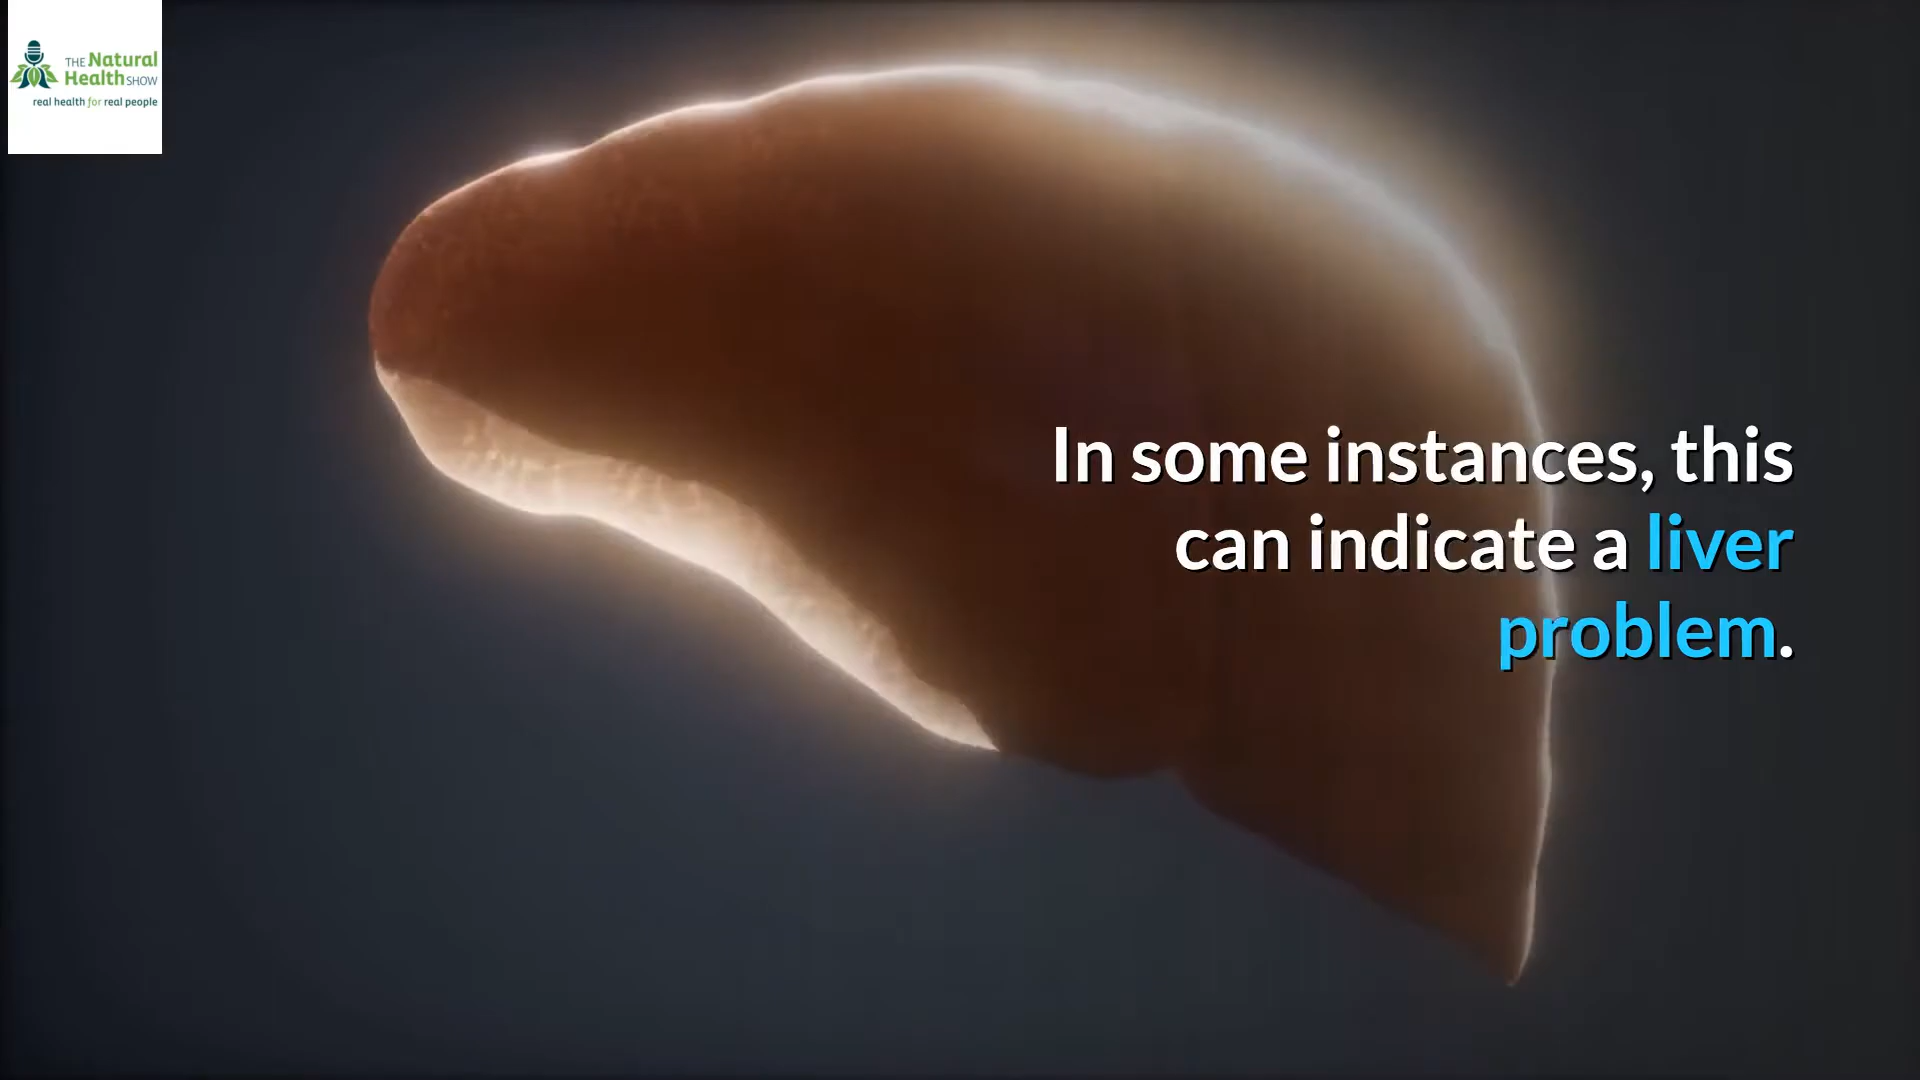 THE Natural
Health SHOW
real health for real people
In some instances, this
can indicate a liver
problem.